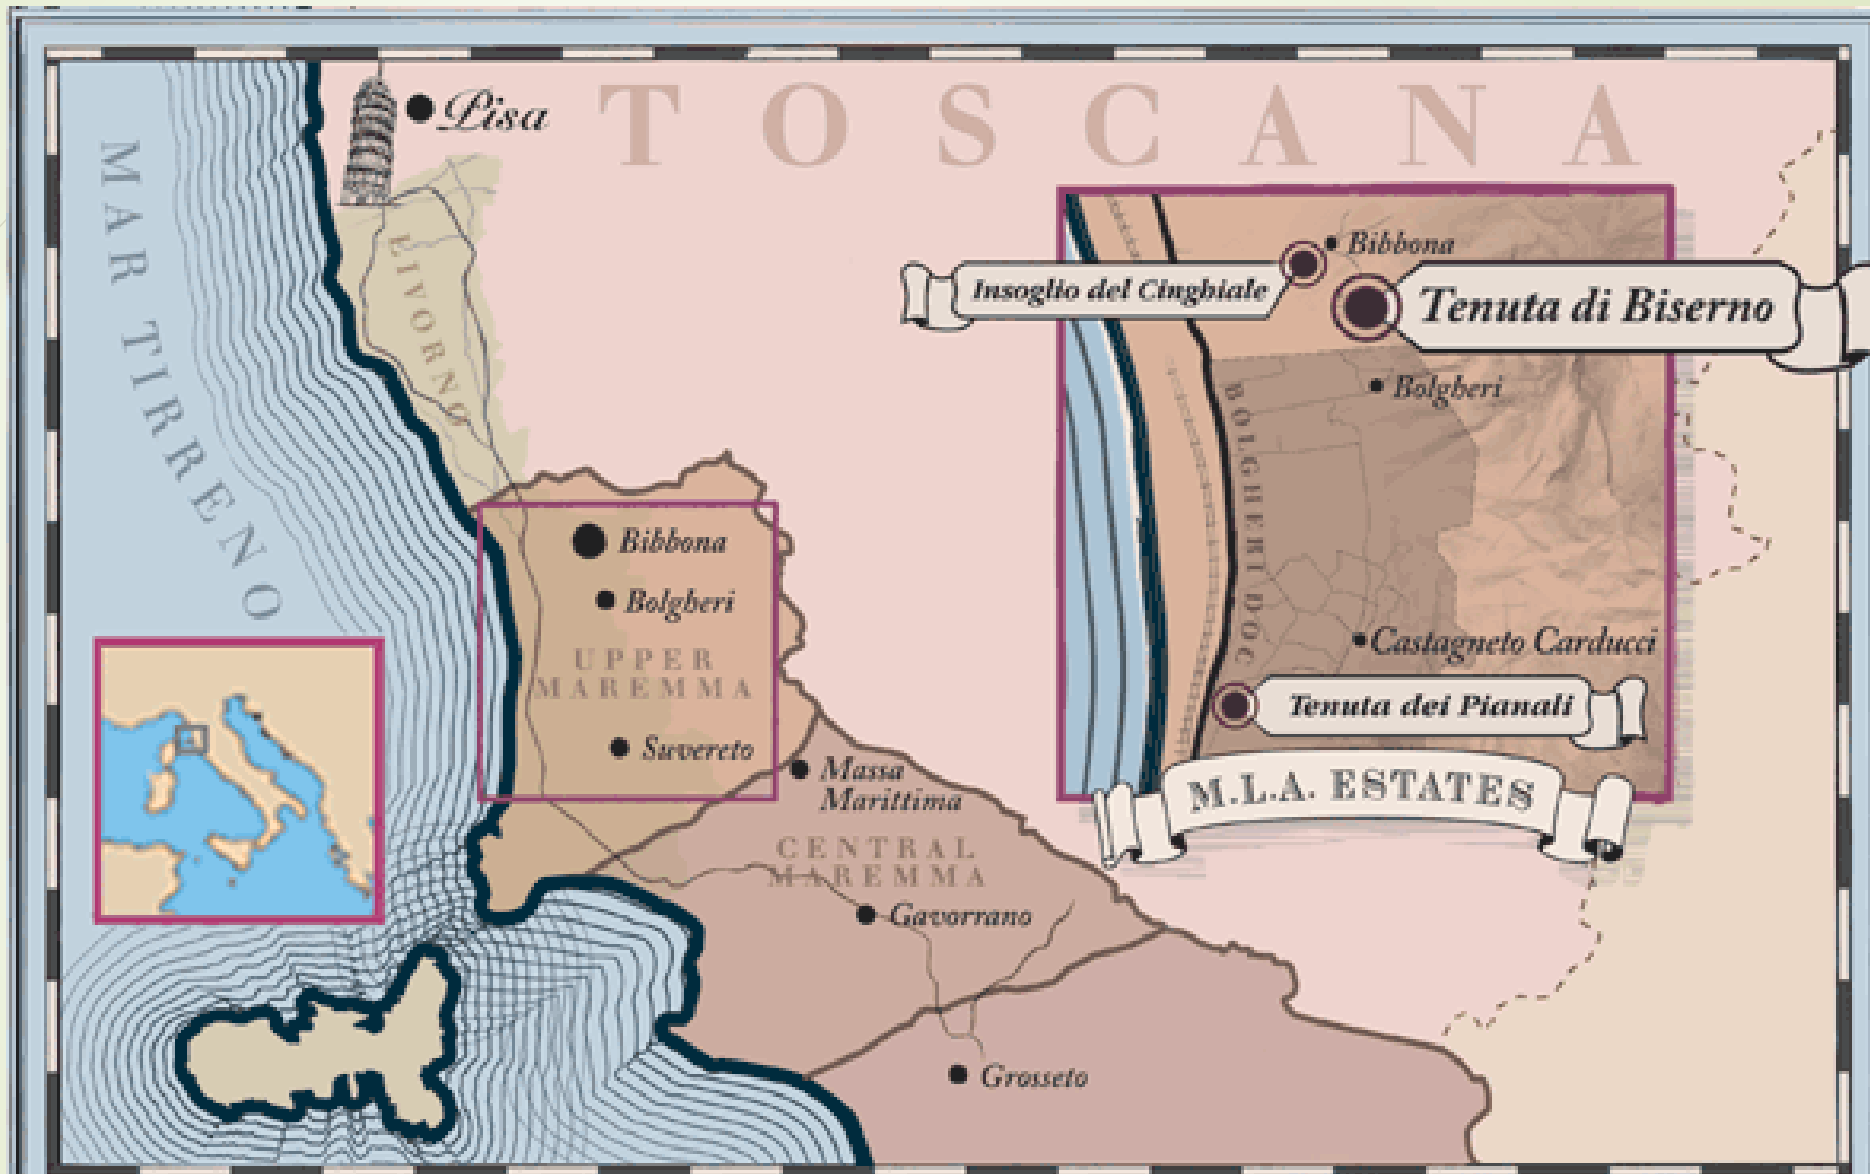 Pisa
TOSCANA
MAR TIRRENO
LIVORNO
Bibbona
Insoglio del Cinghiale
Tenuta di Biserno
Bolgheri
BOLGHERI DOC
Castagneto Carducci
Tenuta dei Pianali
M.L.A. ESTATES
Bibbona
Bolgheri
UPPER
MAREMMA
Suvereto
Massa
Marittima
CENTRAL
MAREMMA
Gavorrano
Grosseto